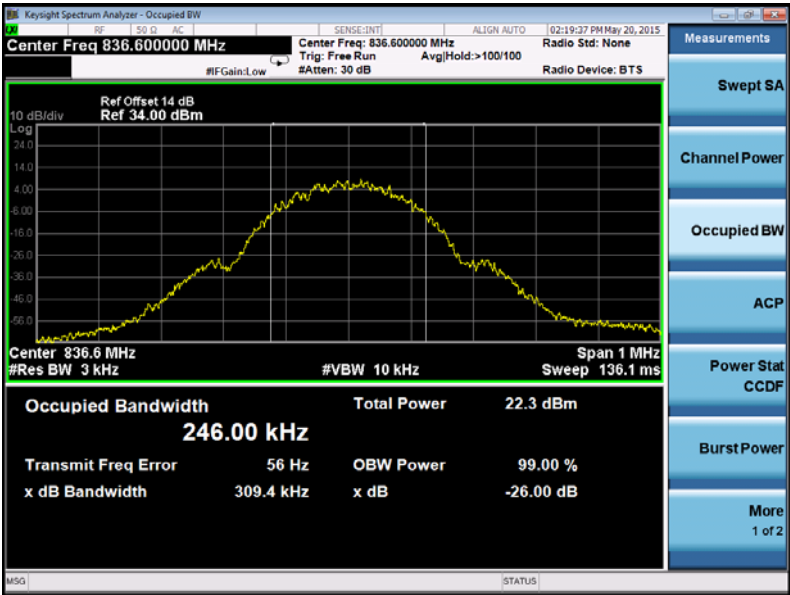 Keysight Spectrum Analyzer - Occupied BW
RF 50 Ω AC SENSE:INT ALIGN AUTO 02:19:37 PM May 20, 2015
Center Freq 836.600000 MHz
Center Freq: 836.600000 MHz Radio Std: None
Trig: Free Run Avg|Hold:>100/100
#IFGain:Low #Atten: 30 dB Radio Device: BTS
Ref Offset 14 dB
10 dB/div Ref 34.00 dBm
Log
24.0
14.0
4.00
-6.00
-16.0
-26.0
-36.0
-46.0
-56.0
Center 836.6 MHz Span 1 MHz
#Res BW 3 kHz #VBW 10 kHz Sweep 136.1 ms
Occupied Bandwidth Total Power 22.3 dBm
246.00 kHz
Transmit Freq Error 56 Hz OBW Power 99.00 %
x dB Bandwidth 309.4 kHz x dB -26.00 dB
MSG STATUS
Measurements
Swept SA
Channel Power
Occupied BW
ACP
Power Stat
CCDF
Burst Power
More
1 of 2